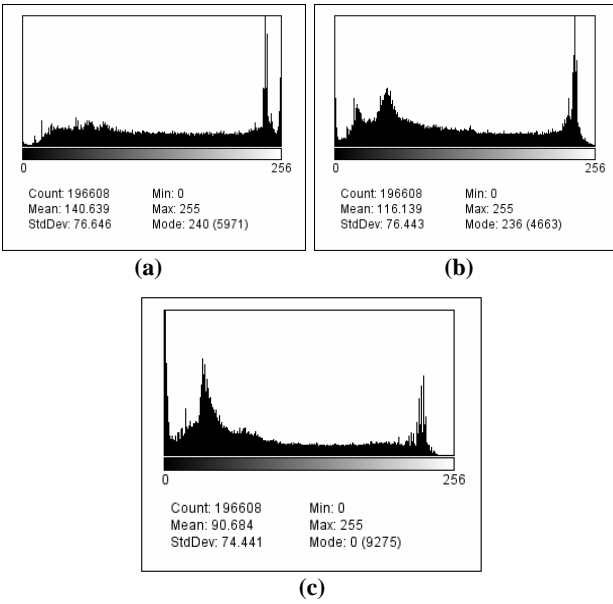 0 256
Count: 196608 Min: 0
Mean: 140.639 Max: 255
StdDev: 76.646 Mode: 240 (5971)
(a)
0 256
Count: 196608 Min: 0
Mean: 116.139 Max: 255
StdDev: 76.443 Mode: 236 (4663)
(b)
0 256
Count: 196608 Min: 0
Mean: 90.684 Max: 255
StdDev: 74.441 Mode: 0 (9275)
(c)